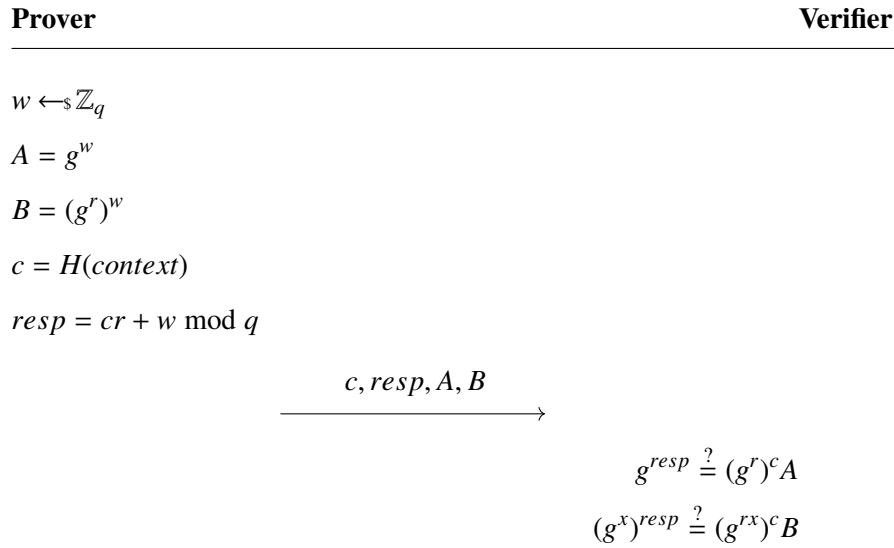 Prover Verifier
w ←$ ℤ_q
A = g^w
B = (g^r)^w
c = H(context)
resp = cr + w mod q
c, resp, A, B
g^{resp} ≟ (g^r)^c A
(g^x)^{resp} ≟ (g^{rx})^c B